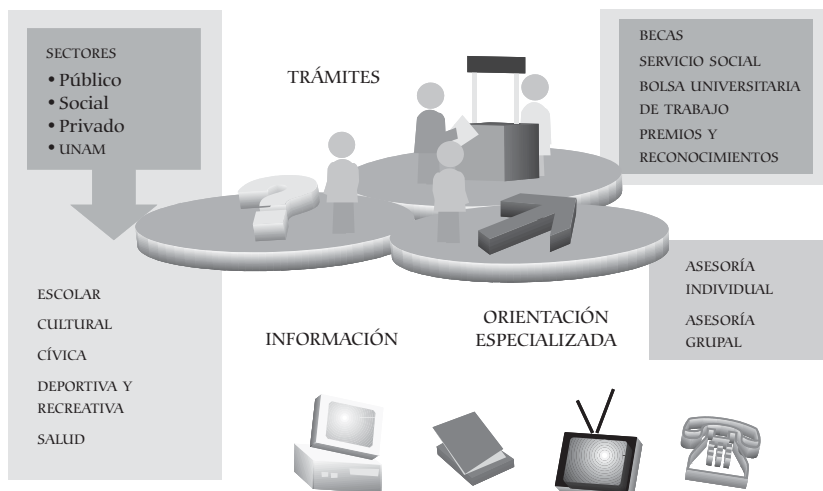 SECTORES
• Público
• Social
• Privado
• UNAM
ESCOLAR
CULTURAL
CÍVICA
DEPORTIVA Y
RECREATIVA
SALUD
TRÁMITES
INFORMACIÓN
ORIENTACIÓN
ESPECIALIZADA
BECAS
SERVICIO SOCIAL
BOLSA UNIVERSITARIA
DE TRABAJO
PREMIOS Y
RECONOCIMIENTOS
ASESORÍA
INDIVIDUAL
ASESORÍA
GRUPAL